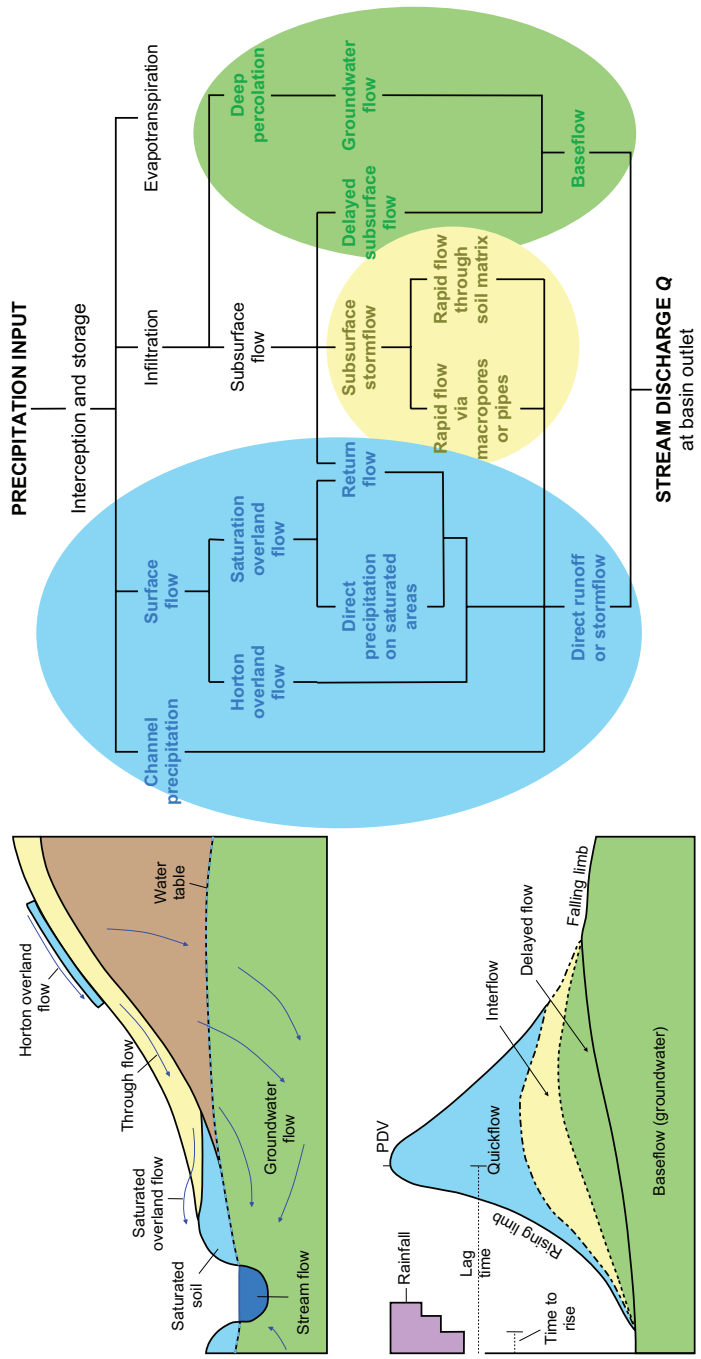 Horton overland
flow
Through flow
Saturated
overland flow
Saturated
soil
Stream flow
Groundwater
flow
Water
table
Rainfall
Time to
rise
Lag
time
PDV
Quickflow
Rising limb
Interflow
Delayed flow
Falling limb
Baseflow (groundwater)
PRECIPITATION INPUT
Interception and storage
Channel
precipitation
Surface
flow
Infiltration
Evapotranspiration
Horton
overland
flow
Saturation
overland
flow
Subsurface
flow
Deep
percolation
Direct
precipitation
on saturated
areas
Return
flow
Subsurface
stormflow
Delayed
subsurface
flow
Groundwater
flow
Rapid flow
via
macropores
or pipes
Rapid flow
through
soil matrix
Direct runoff
or stormflow
Baseflow
STREAM DISCHARGE Q
at basin outlet